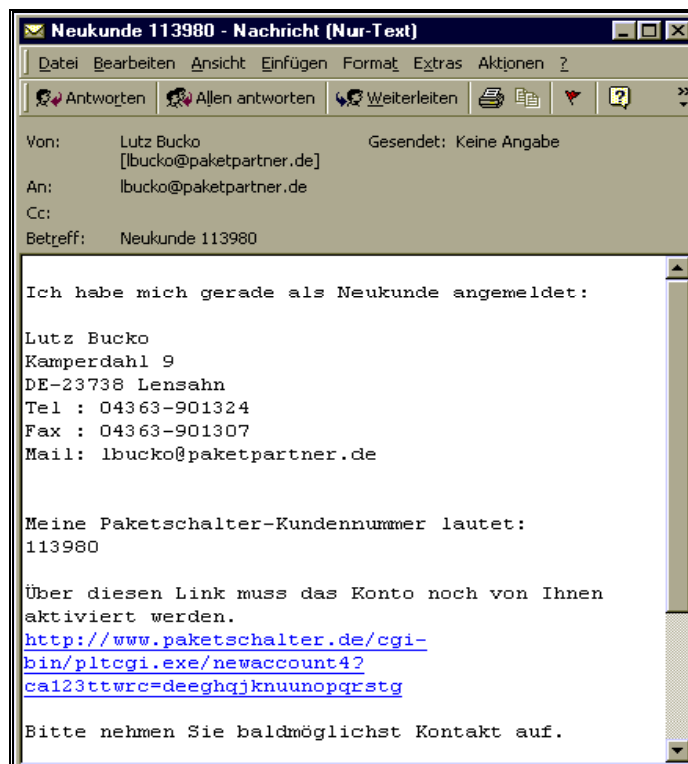 Neukunde 113980 - Nachricht (Nur-Text)
Datei Bearbeiten Ansicht Einfügen Format Extras Aktionen ?
Antworten Allen antworten Weiterleiten
Von: Lutz Bucko Gesendet: Keine Angabe
[lbucko@paketpartner.de]
An: lbucko@paketpartner.de
Cc:
Betreff: Neukunde 113980
Ich habe mich gerade als Neukunde angemeldet:
Lutz Bucko
Kamperdahl 9
DE-23738 Lensahn
Tel : 04363-901324
Fax : 04363-901307
Mail: lbucko@paketpartner.de
Meine Paketschalter-Kundennummer lautet:
113980
Über diesen Link muss das Konto noch von Ihnen
aktiviert werden.
http://www.paketschalter.de/cgi-
bin/pltcgi.exe/newaccount4?
ca123ttwrc=deeghqjknuunopqrstg
Bitte nehmen Sie baldmöglichst Kontakt auf.